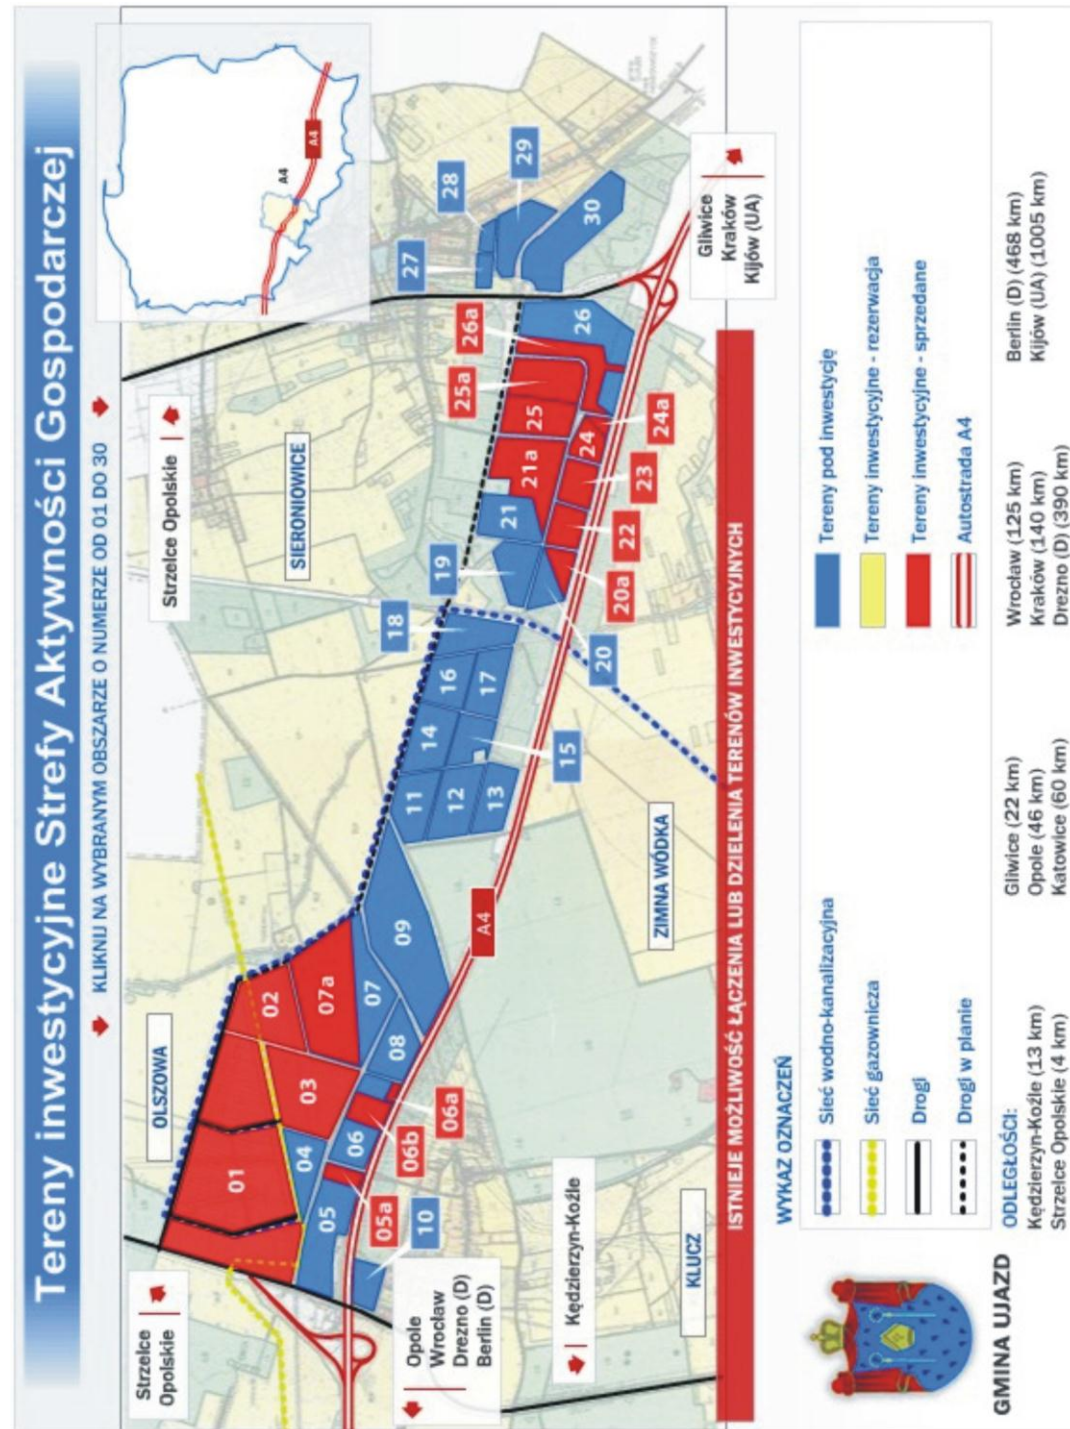 Tereny inwestycyjne Strefy Aktywności Gospodarczej
KLIKNIJ NA WYBRANYM OBSZARZE O NUMERZE OD 01 DO 30
Strzelce
Opolskie
OLSZOWA
Strzelce Opolskie
SIERONIOWICE
A4
A4
01
02
03
04
05
05a
06
06b
06a
07a
07
08
09
10
11
12
13
14
15
16
17
18
19
20
20a
21
21a
22
23
24
24a
25
25a
26a
26
27
28
29
30
A4
Opole
Wrocław
Drezno (D)
Berlin (D)
Kędzierzyn-Koźle
KLUCZ
ZIMNA WÓDKA
Gliwice
Kraków
Kijów (UA)
ISTNIEJE MOŻLIWOŚĆ ŁĄCZENIA LUB DZIELENIA TERENÓW INWESTYCYJNYCH
WYKAZ OZNACZEŃ
Sieć wodno-kanalizacyjna
Sieć gazownicza
Drogi
Drogi w planie
Tereny pod inwestycję
Tereny inwestycyjne - rezerwacja
Tereny inwestycyjne - sprzedane
Autostrada A4
GMINA UJAZD
ODLEGŁOŚCI:
Kędzierzyn-Koźle (13 km)
Strzelce Opolskie (4 km)
Gliwice (22 km)
Opole (46 km)
Katowice (60 km)
Wrocław (125 km)
Kraków (140 km)
Drezno (D) (390 km)
Berlin (D) (468 km)
Kijów (UA) (1005 km)